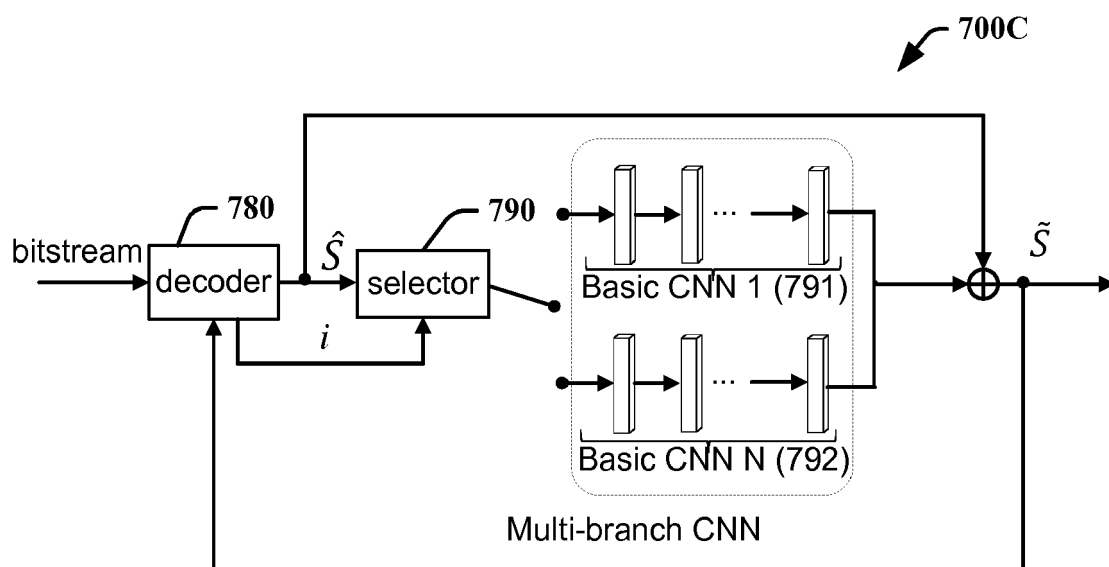 700C
780
790
bitstream
decoder
Ŝ
selector
i
...
Basic CNN 1 (791)
...
Basic CNN N (792)
S̃
Multi-branch CNN